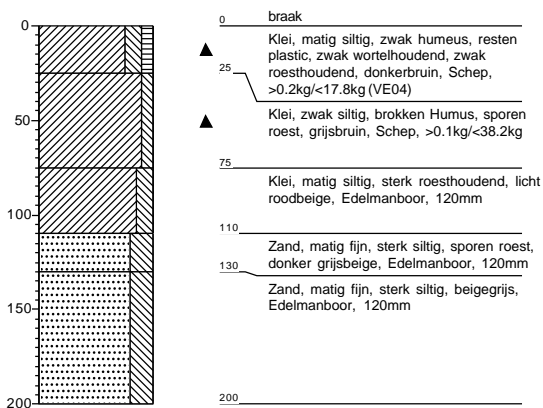 0
50
100
150
200
0 braak
Klei, matig siltig, zwak humeus, resten
plastic, zwak wortelhoudend, zwak
roesthoudend, donkerbruin, Schep,
>0.2kg/<17.8kg (VE04)
25
Klei, zwak siltig, brokken Humus, sporen
roest, grijsbruin, Schep, >0.1kg/<38.2kg
75
Klei, matig siltig, sterk roesthoudend, licht
roodbeige, Edelmanboor, 120mm
110
Zand, matig fijn, sterk siltig, sporen roest,
donker grijsbeige, Edelmanboor, 120mm
130
Zand, matig fijn, sterk siltig, beigegrijs,
Edelmanboor, 120mm
200